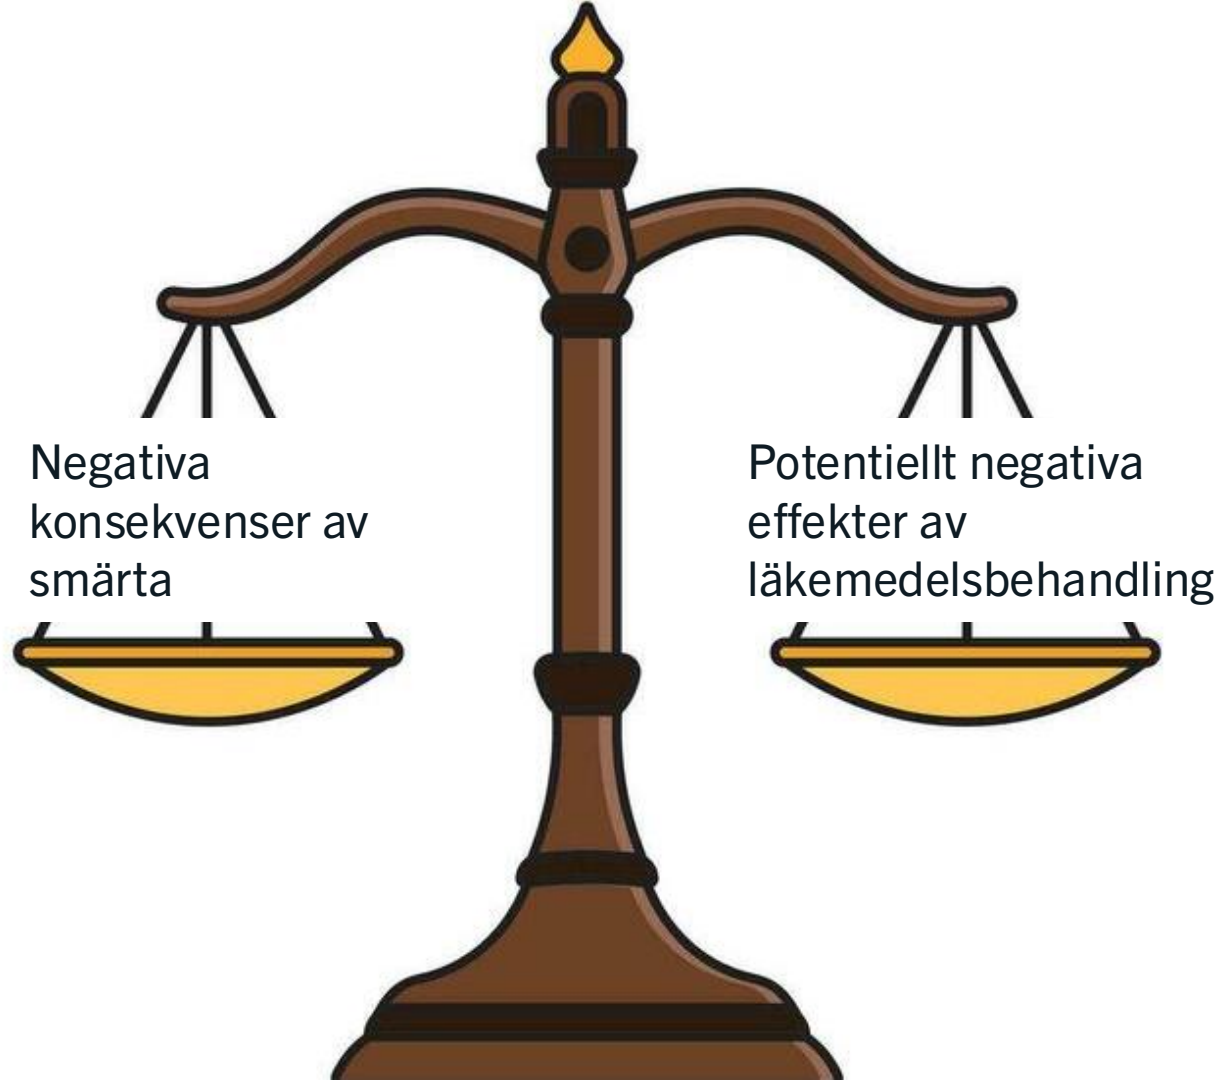 Negativa
konsekvenser av
smärta
Potentiellt negativa
effekter av
läkemedelsbehandling